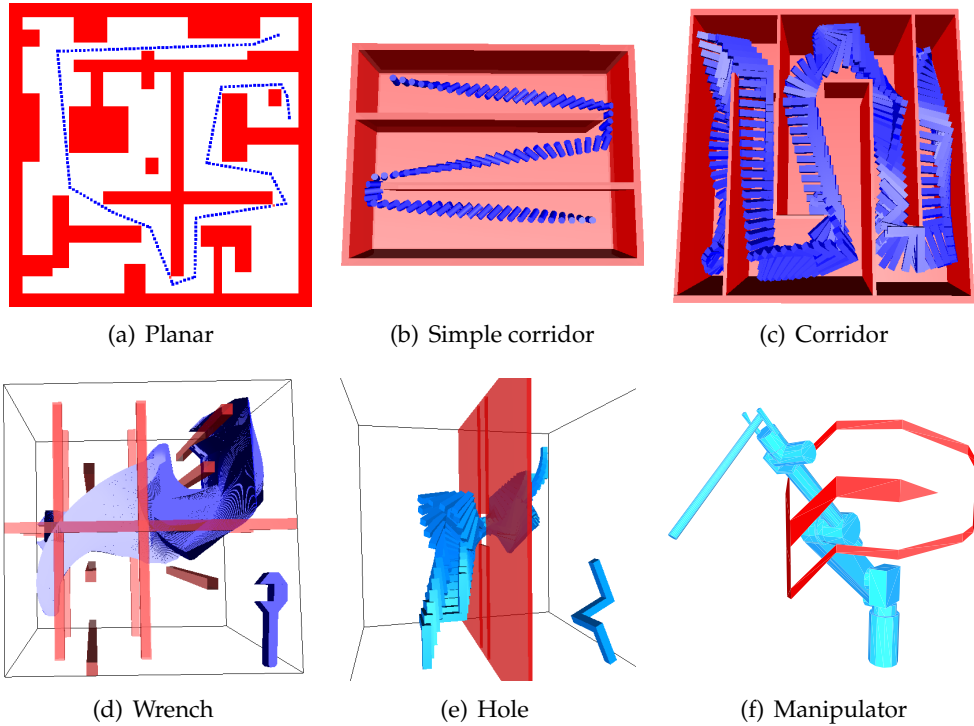 (a) Planar
(b) Simple corridor
(c) Corridor
(d) Wrench
(e) Hole
(f) Manipulator